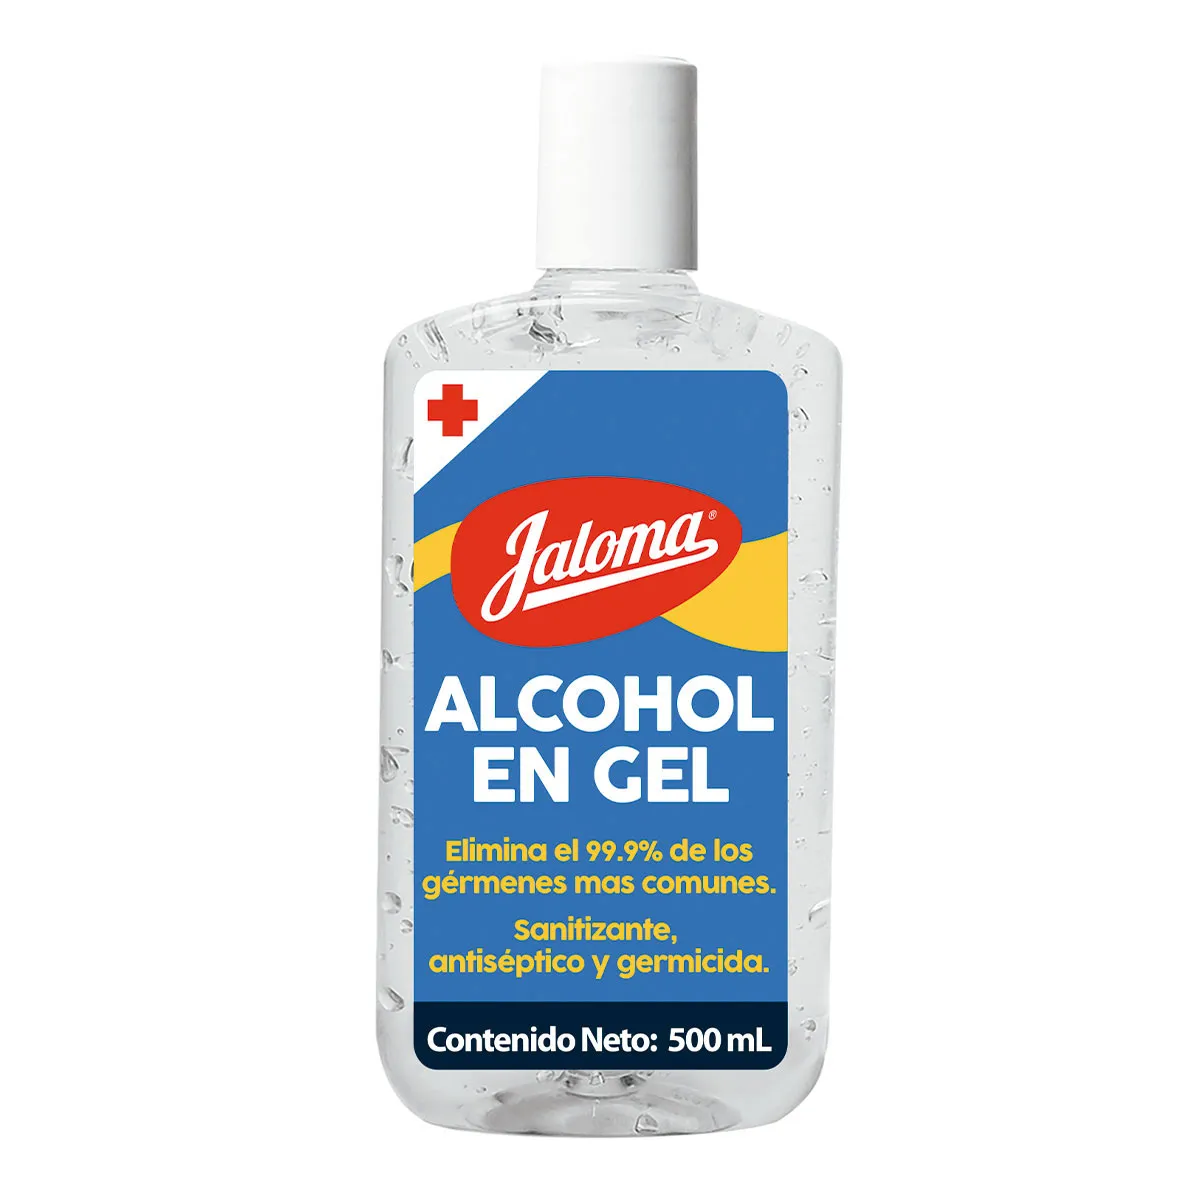 Jaloma®
ALCOHOL
EN GEL
Elimina el 99.9% de los
gérmenes mas comunes.
Sanitizante,
antiséptico y germicida.
Contenido Neto: 500 mL